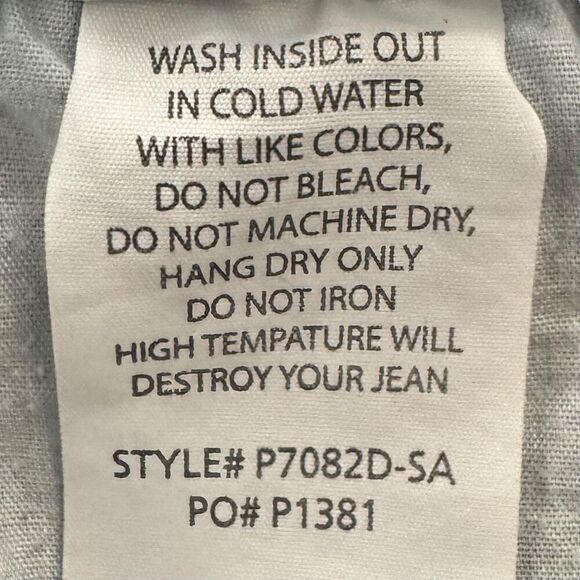 WASH INSIDE OUT
IN COLD WATER
WITH LIKE COLORS,
DO NOT BLEACH,
DO NOT MACHINE DRY,
HANG DRY ONLY
DO NOT IRON
HIGH TEMPATURE WILL
DESTROY YOUR JEAN
STYLE# P7082D-SA
PO# P1381